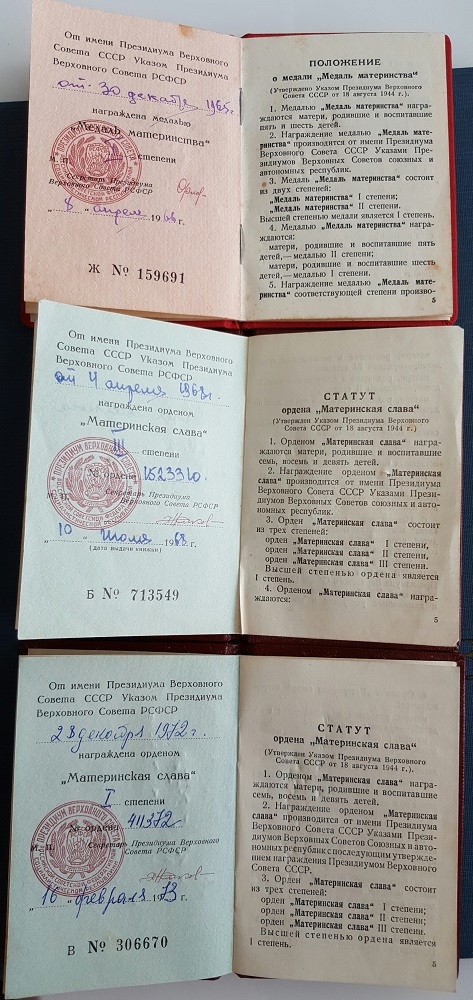 От имени Президиума Верховного
Совета СССР Указом Президиума
Верховного Совета РСФСР
от 30 декабря 1965г.
награждена медалью
„Медаль материнства“
степени
М. П.
Секретарь Президиума
Верховного Совета РСФСР
„ 8 “ апреля 1966 г.
Ж № 159691
ПОЛОЖЕНИЕ
о медали „Медаль материнства“
(Утверждено Указом Президиума Верховного
Совета СССР от 18 августа 1944 г.)
1. Медалью „Медаль материнства“ награ-
ждаются матери, родившие и воспитавшие
пять и шесть детей.
2. Награждение медалью „Медаль мате-
ринства“ производится от имени Президиума
Верховного Совета СССР Указами Пре-
зидиумов Верховных Советов союзных и
автономных республик.
3. Медаль „Медаль материнства“ состоит
из двух степеней:
„Медаль материнства“ I степени;
„Медаль материнства“ II степени.
Высшей степенью медали является I степень.
4. Медалью „Медаль материнства“ награ-
ждаются:
матери, родившие и воспитавшие пять
детей,— медалью II степени;
матери, родившие и воспитавшие шесть
детей,— медалью I степени.
5. Награждение медалью „Медаль мате-
ринства“ соответствующей степени произво-
5
От имени Президиума Верховного
Совета СССР Указом Президиума
Верховного Совета РСФСР
от 4 апреля 1968г.
награждена орденом
„Материнская слава“
III степени
№ ордена 1523310
М. П.
Секретарь Президиума
Верховного Совета РСФСР
„ 10 “ июля 1968 г.
(дата выдачи книжки)
Б № 713549
СТАТУТ
ордена „Материнская слава“
(Утвержден Указом Президиума Верховного
Совета СССР от 18 августа 1944 г.)
1. Орденом „Материнская слава“ награ-
ждаются матери, родившие и воспитавшие
семь, восемь и девять детей.
2. Награждение орденом „Материнская
слава“ производится от имени Президиума
Верховного Совета СССР Указами Прези-
диумов Верховных Советов союзных и авто-
номных республик.
3. Орден „Материнская слава“ состоит
из трех степеней:
орден „Материнская слава“ I степени,
орден „Материнская слава“ II степени,
орден „Материнская слава“ III степени.
Высшей степенью ордена является
I степень.
4. Орденом „Материнская слава“ награ-
ждаются:
5
От имени Президиума Верховного
Совета СССР Указом Президиума
Верховного Совета РСФСР
28 декабря 1972 г.
награждена орденом
„Материнская слава“
I степени
№ ордена 411372
М. П.
Секретарь Президиума Верховного
Совета РСФСР
„ 16 “ февраля 1973 г.
В № 306670
СТАТУТ
ордена „Материнская слава“
(Утвержден Указом Президиума Верховного
Совета СССР от 18 августа 1944 г.).
1. Орденом „Материнская слава“ награ-
ждаются матери, родившие и воспитавшие
семь, восемь и девять детей.
2. Награждение орденом „Материнская
слава“ производится от имени Президиума
Верховного Совета СССР Указами Прези-
диумов Верховных Советов Союзных и авто-
номных республик с последующим утвержде-
нием награждения Президиумом Верховного
Совета СССР.
3. Орден „Материнская слава“ состоит
из трех степеней:
орден „Материнская слава“ I степени;
орден „Материнская слава“ II степени;
орден „Материнская слава“ III степени.
Высшей степенью ордена является
I степень.
5